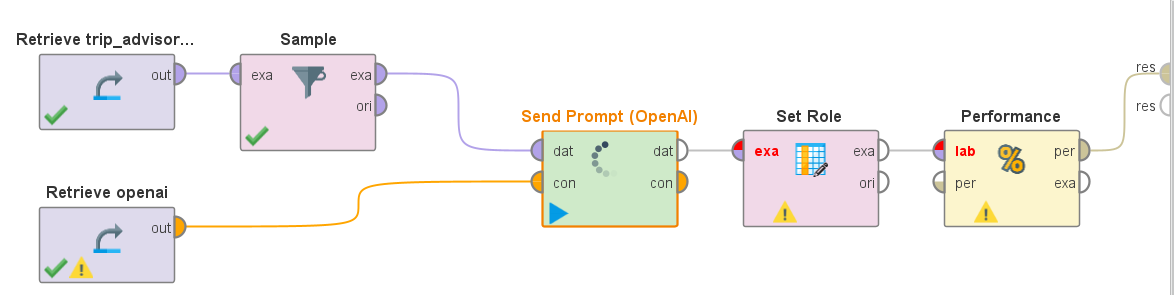 Retrieve trip_advisor...
out
Sample
exa
exa
ori
Retrieve openai
out
Send Prompt (OpenAI)
dat
dat
con
con
Set Role
exa
exa
ori
Performance
%
lab
per
per
exa
res
res